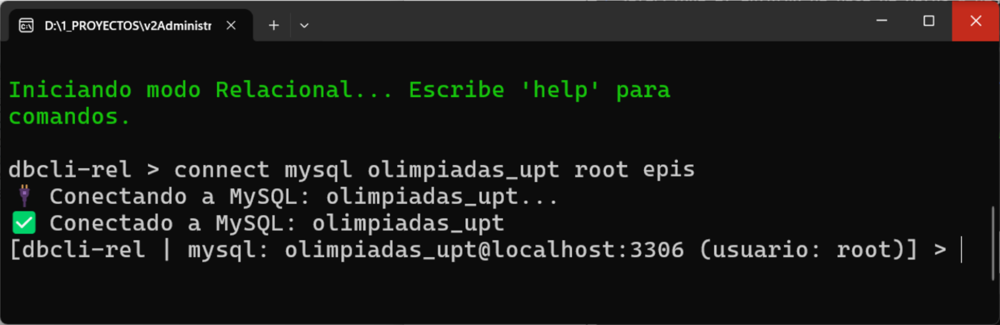 D:\1_PROYECTOS\v2Administr
Iniciando modo Relacional... Escribe 'help' para
comandos.
dbcli-rel > connect mysql olimpiadas_upt root epis
Conectando a MySQL: olimpiadas_upt...
Conectado a MySQL: olimpiadas_upt
[dbcli-rel | mysql: olimpiadas_upt@localhost:3306 (usuario: root)] >